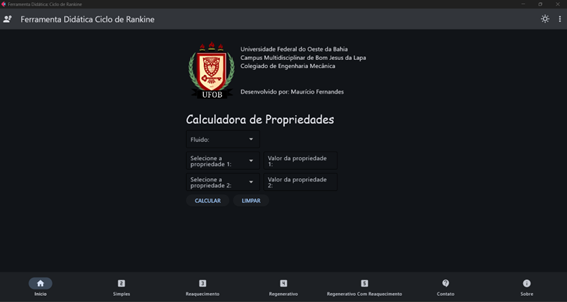 Ferramenta Didática Ciclo de Rankine
Ferramenta Didática Ciclo de Rankine
Universidade Federal do Oeste da Bahia
Campus Multidisciplinar de Bom Jesus da Lapa
Colegiado de Engenharia Mecânica
UFOB
Desenvolvido por: Maurício Fernandes
Calculadora de Propriedades
Fluido:
Selecione a
propriedade 1:
Valor da propriedade
1:
Selecione a
propriedade 2:
Valor da propriedade
2:
CALCULAR LIMPAR
Início Simples Reaquecimento Regenerativo Regenerativo Com Reaquecimento Contato Sobre